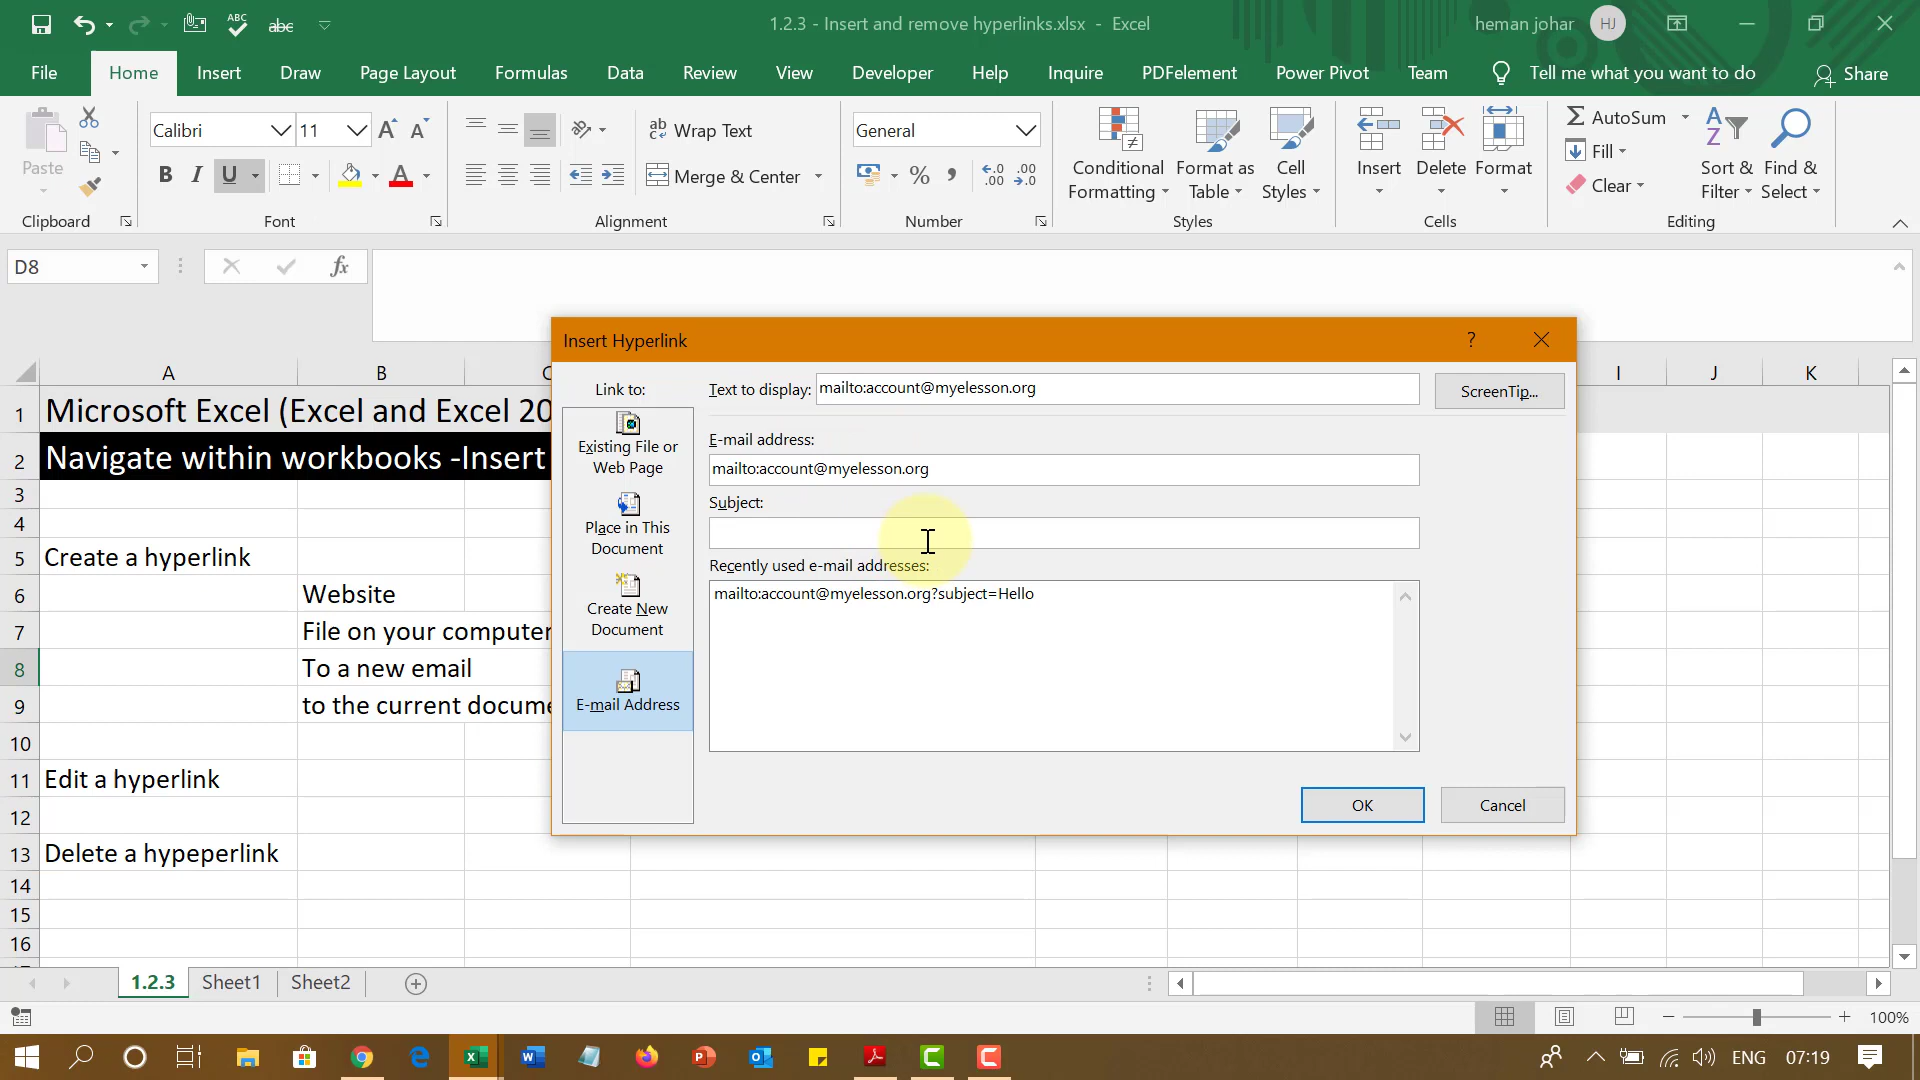 1.2.3 - Insert and remove hyperlinks.xlsx - Excel
heman johar HJ
File Home Insert Draw Page Layout Formulas Data Review View Developer Help Inquire PDFelement Power Pivot Team Tell me what you want to do Share
Paste
Clipboard
Calibri 11
B I U
Font
Wrap Text
Merge & Center
Alignment
General
Number
Conditional Formatting
Format as Table
Cell Styles
Styles
Insert Delete Format
Cells
AutoSum
Fill
Clear
Sort & Filter
Find & Select
Editing
D8
fx
Insert Hyperlink ?
Link to:
Existing File or
Web Page
Place in This
Document
Create New
Document
E-mail Address
Text to display: mailto:account@myelesson.org
ScreenTip...
E-mail address:
mailto:account@myelesson.org
Subject:
Recently used e-mail addresses:
mailto:account@myelesson.org?subject=Hello
OK Cancel
A B C I J K
1 Microsoft Excel (Excel and Excel 20
2 Navigate within workbooks -Insert
3
4
5 Create a hyperlink
6 Website
7 File on your computer
8 To a new email
9 to the current docume
10
11 Edit a hyperlink
12
13 Delete a hypeperlink
14
15
16
1.2.3 Sheet1 Sheet2
100%
ENG 07:19